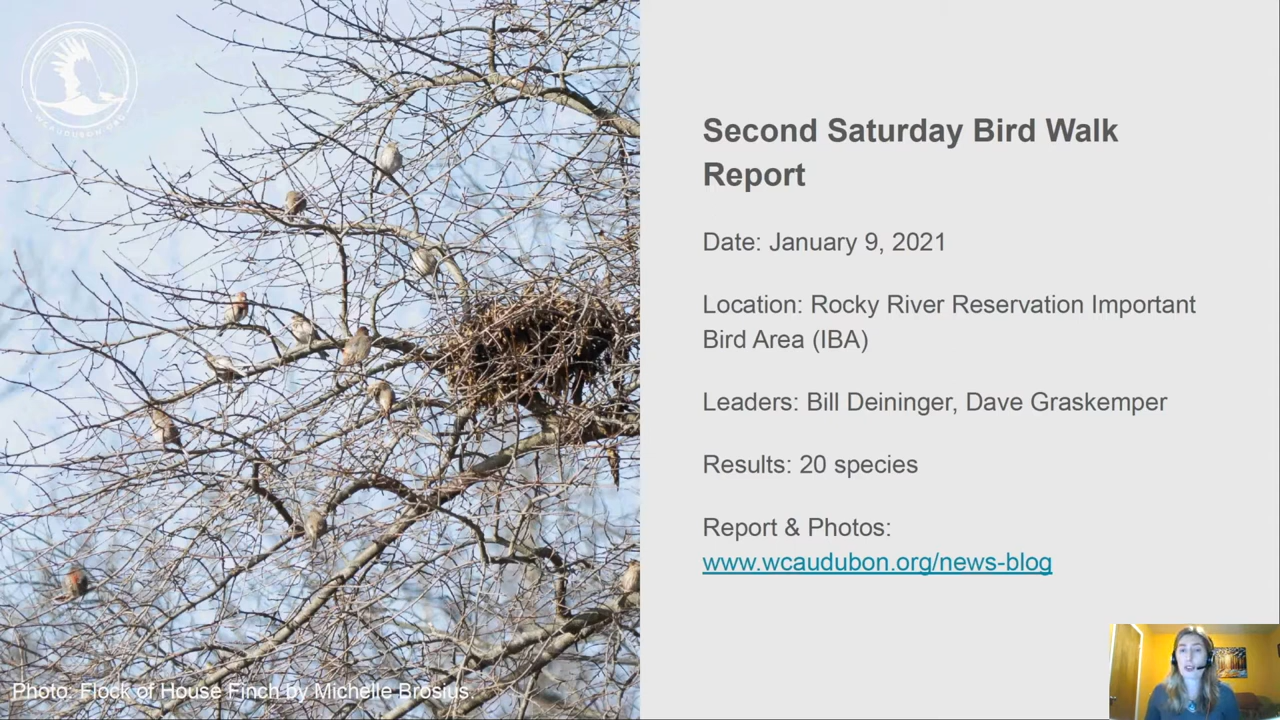 WCAUDUBON.ORG
Second Saturday Bird Walk
Report
Date: January 9, 2021
Location: Rocky River Reservation Important
Bird Area (IBA)
Leaders: Bill Deininger, Dave Graskemper
Results: 20 species
Report & Photos:
www.wcaudubon.org/news-blog
Photo: Flock of House Finch by Michelle Brosius.